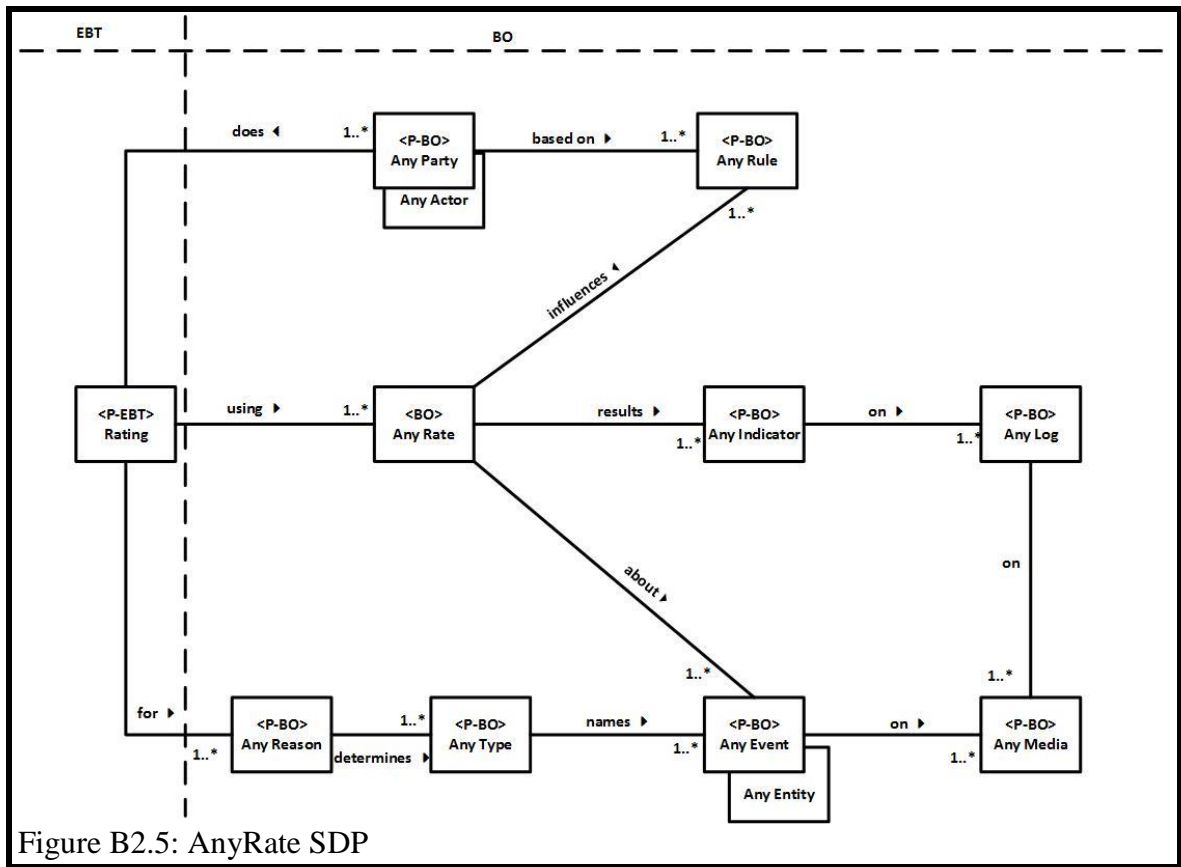 EBT
BO
does ◄
1..*
<P-BO>
Any Party
Any Actor
based on ►
1..*
<P-BO>
Any Rule
1..*
influences ◄
<P-EBT>
Rating
using ►
1..*
<BO>
Any Rate
results ►
1..*
<P-BO>
Any Indicator
on ►
1..*
<P-BO>
Any Log
about ►
on
1..*
1..*
for ►
1..*
<P-BO>
Any Reason
1..*
determines ►
<P-BO>
Any Type
names ►
1..*
<P-BO>
Any Event
Any Entity
on ►
1..*
<P-BO>
Any Media
Figure B2.5: AnyRate SDP